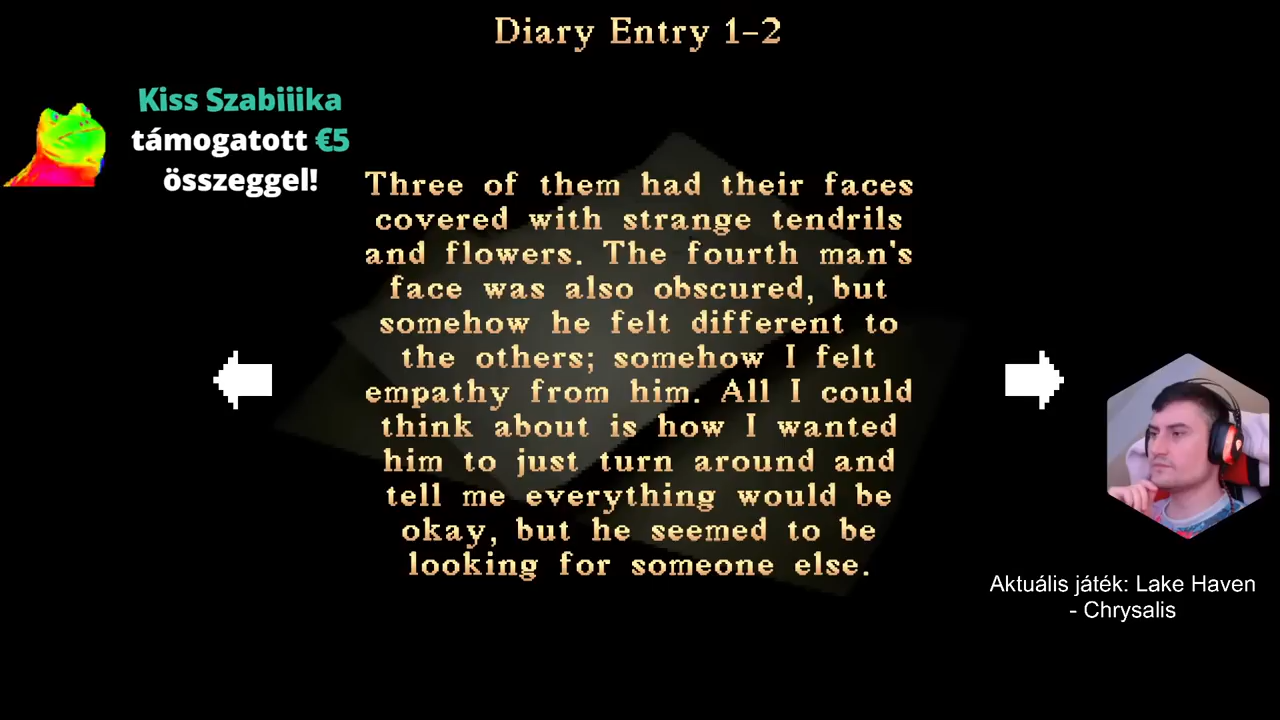 Diary Entry 1-2
Kiss Szabiiika
támogatott €5
összeggel!
Three of them had their faces
covered with strange tendrils
and flowers. The fourth man's
face was also obscured, but
somehow he felt different to
the others; somehow I felt
empathy from him. All I could
think about is how I wanted
him to just turn around and
tell me everything would be
okay, but he seemed to be
looking for someone else.
Aktuális játék: Lake Haven
- Chrysalis